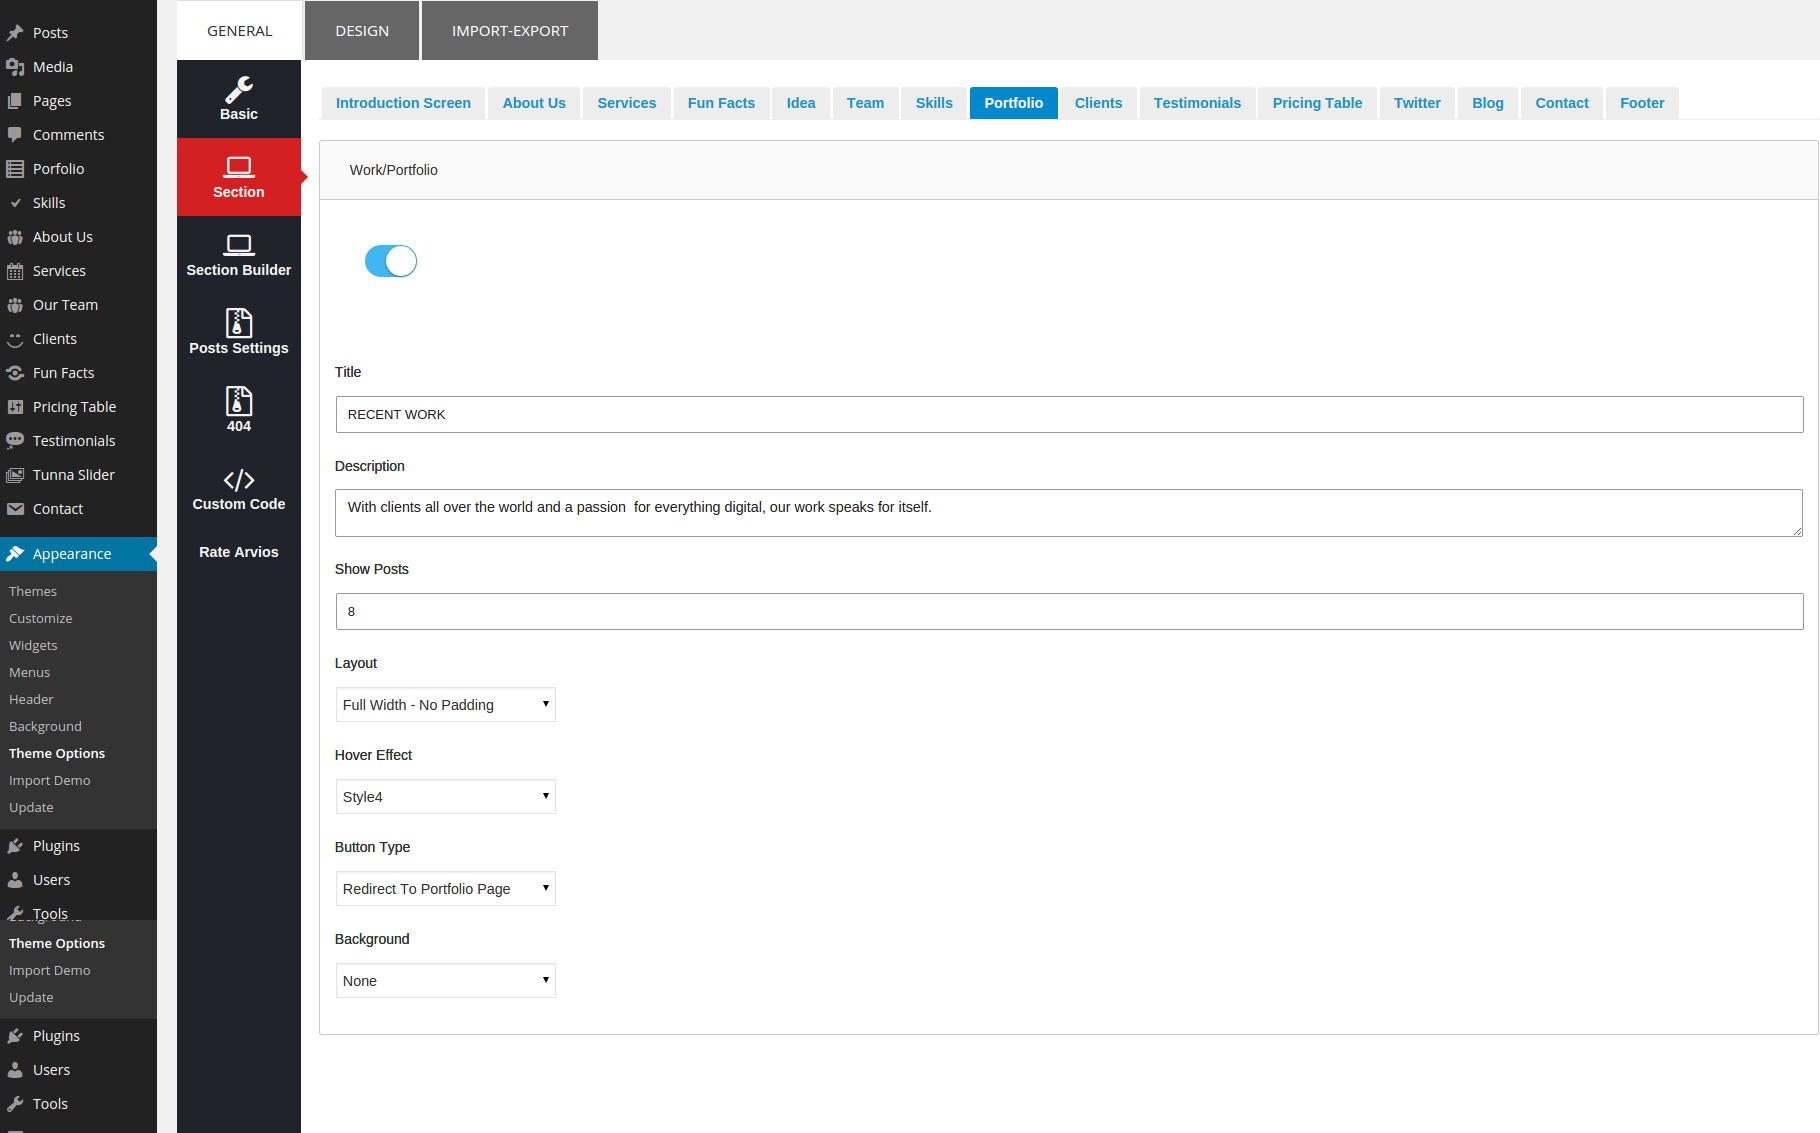 Posts
Media
Pages
Comments
Porfolio
Skills
About Us
Services
Our Team
Clients
Fun Facts
Pricing Table
Testimonials
Tunna Slider
Contact
Appearance
Themes
Customize
Widgets
Menus
Header
Background
Theme Options
Import Demo
Update
Plugins
Users
Tools
Theme Options
Import Demo
Update
Plugins
Users
Tools
GENERAL DESIGN IMPORT-EXPORT
Basic
Section
Section Builder
Posts Settings
404
Custom Code
Rate Arvios
Introduction Screen About Us Services Fun Facts Idea Team Skills Portfolio Clients Testimonials Pricing Table Twitter Blog Contact Footer
Work/Portfolio
Title
RECENT WORK
Description
With clients all over the world and a passion  for everything digital, our work speaks for itself.
Show Posts
8
Layout
Full Width - No Padding
Hover Effect
Style4
Button Type
Redirect To Portfolio Page
Background
None